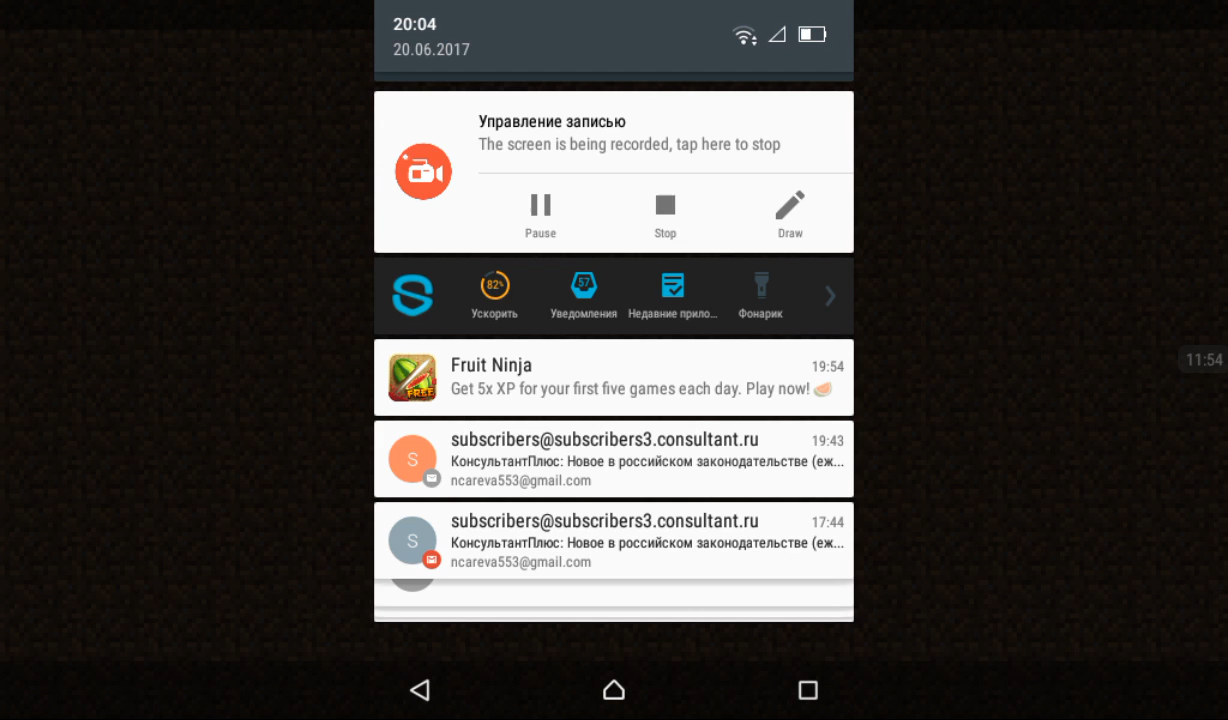 20:04
20.06.2017
Управление записью
The screen is being recorded, tap here to stop
Pause
Stop
Draw
82%
57
Ускорить
Уведомления
Недавние прило...
Фонарик
11:54
Fruit Ninja
19:54
Get 5x XP for your first five games each day. Play now!
FREE
subscribers@subscribers3.consultant.ru
19:43
S
КонсультантПлюс: Новое в российском законодательстве (еж...
ncareva553@gmail.com
subscribers@subscribers3.consultant.ru
17:44
S
КонсультантПлюс: Новое в российском законодательстве (еж...
ncareva553@gmail.com